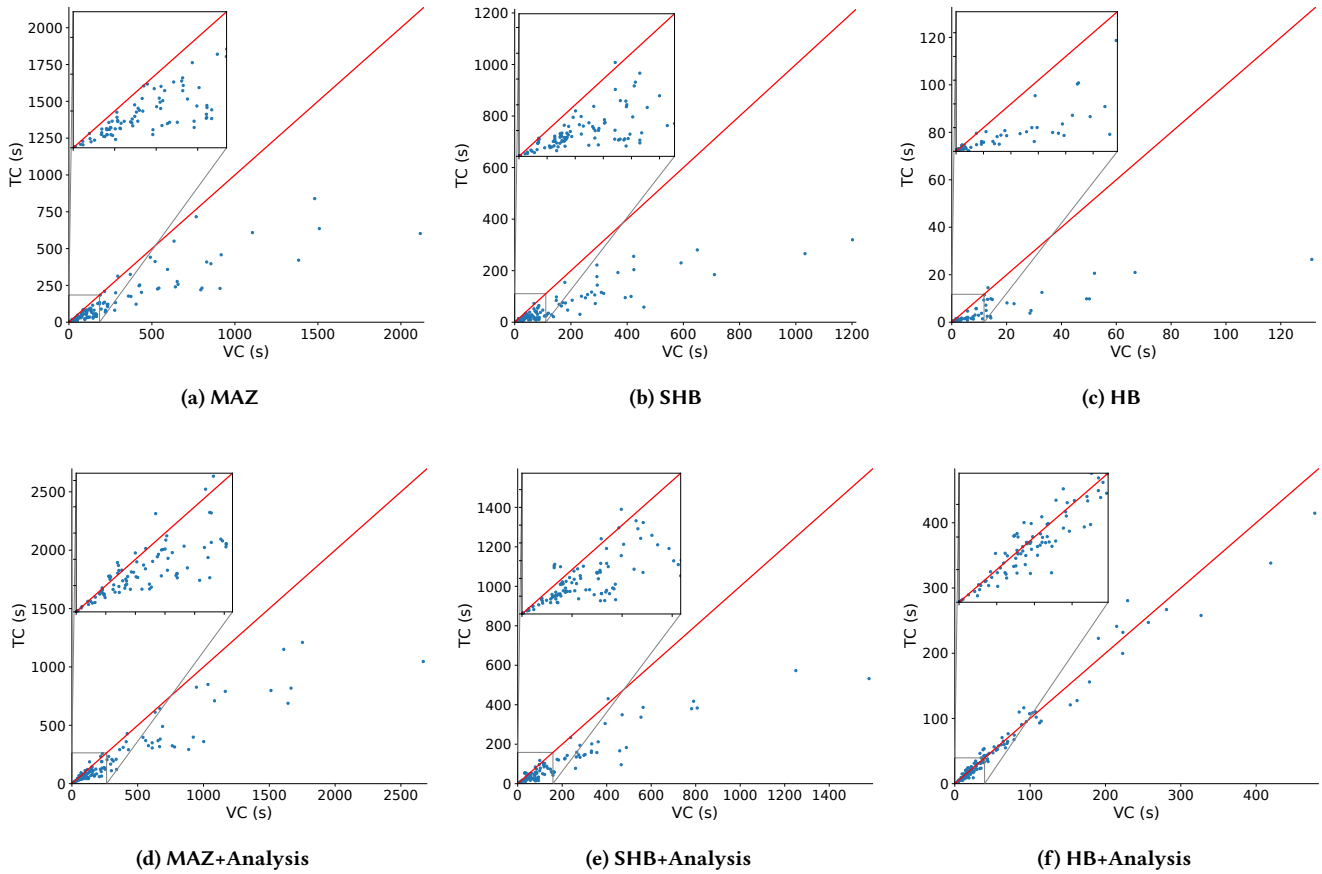 2000
1750
1500
1250
1000
750
500
250
0
TC (s)
0 500 1000 1500 2000
VC (s)
(a) MAZ
1200
1000
800
600
400
200
0
TC (s)
0 200 400 600 800 1000 1200
VC (s)
(b) SHB
120
100
80
60
40
20
0
TC (s)
0 20 40 60 80 100 120
VC (s)
(c) HB
2500
2000
1500
1000
500
0
TC (s)
0 500 1000 1500 2000 2500
VC (s)
(d) MAZ+Analysis
1400
1200
1000
800
600
400
200
0
TC (s)
0 200 400 600 800 1000 1200 1400
VC (s)
(e) SHB+Analysis
400
300
200
100
0
TC (s)
0 100 200 300 400
VC (s)
(f) HB+Analysis